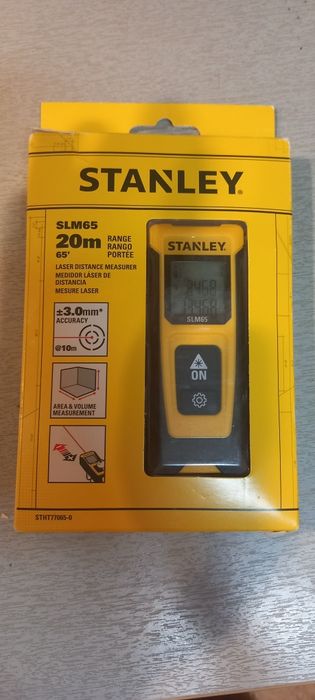 STANLEY®
SLM65
20m RANGE
RANGO
65' PORTÉE
LASER DISTANCE MEASURER
MEDIDOR LÁSER DE
DISTANCIA
MESURE LASER
±3.0mm*
ACCURACY
@10m
AREA & VOLUME
MEASUREMENT
STHT77065-0
STANLEY
SLM65
ON